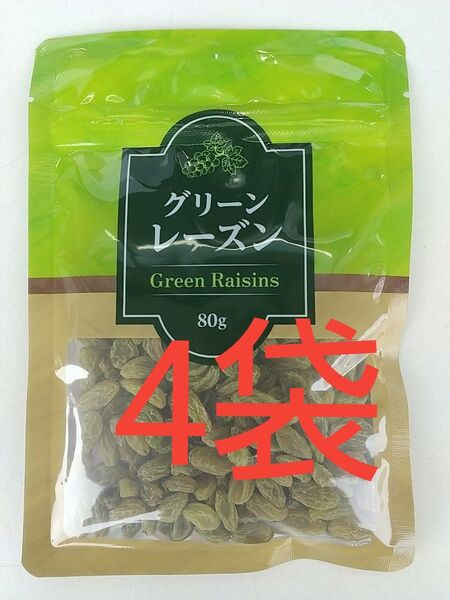 グリーン
レーズン
Green Raisins
80g
4袋